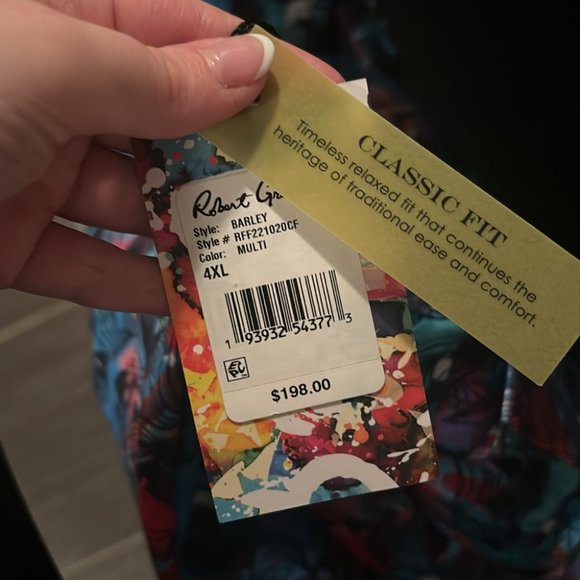 CLASSIC FIT
Timeless relaxed fit that continues the
heritage of traditional ease and comfort.
Robert
Style: BARLEY
Style # RFF221020CF
Color: MULTI
4XL
1 93932 54377 3
$198.00